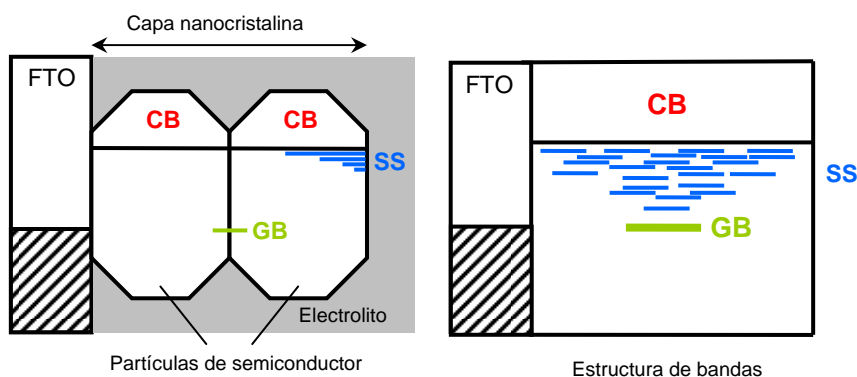 Capa nanocristalina
FTO
CB
CB
SS
GB
Electrolito
Partículas de semiconductor
FTO
CB
SS
GB
Estructura de bandas